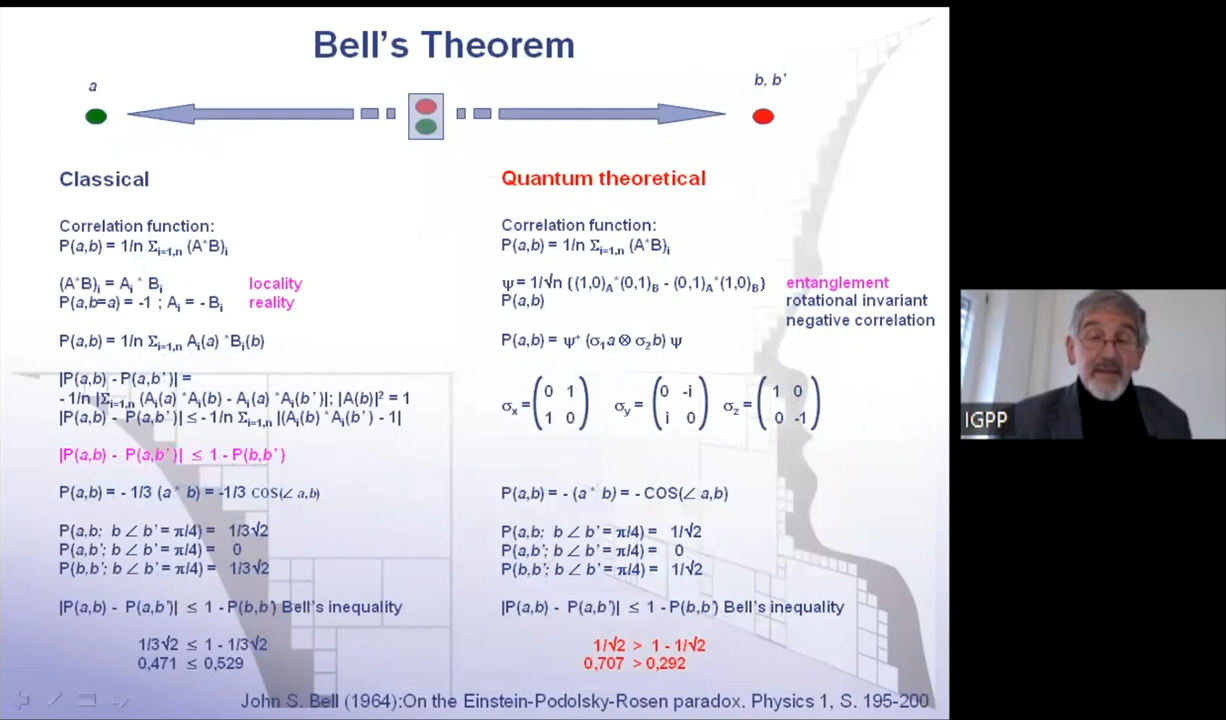 Bell's Theorem
a
b, b'
Classical
Correlation function:
P(a,b) = 1/n Σi=1,n (A*B)i
(A*B)i = Ai * Bi locality
P(a,b=a) = -1 ; Ai = - Bi reality
P(a,b) = 1/n Σi=1,n Ai(a) *Bi(b)
|P(a,b) - P(a,b')| =
- 1/n |Σi=1,n (Ai(a) *Ai(b) - Ai(a) *Ai(b')|; |A(b)|² = 1
|P(a,b) - P(a,b')| ≤ - 1/n Σi=1,n |(Ai(b) *Ai(b') - 1|
|P(a,b) - P(a,b')| ≤ 1 - P(b,b')
P(a,b) = - 1/3 (a* b) = -1/3 COS(∠ a,b)
P(a,b; b ∠ b' = π/4) = 1/3√2
P(a,b'; b ∠ b' = π/4) = 0
P(b,b'; b ∠ b' = π/4) = 1/3√2
|P(a,b) - P(a,b')| ≤ 1 - P(b,b') Bell's inequality
1/3√2 ≤ 1 - 1/3√2
0,471 ≤ 0,529
Quantum theoretical
Correlation function:
P(a,b) = 1/n Σi=1,n (A*B)i
ψ = 1/√n {(1,0)A*(0,1)B - (0,1)A*(1,0)B} entanglement
P(a,b) rotational invariant
negative correlation
P(a,b) = ψ⁺ (σ1a ⊗ σ2b) ψ
σx = (0 1 1 0) σy = (0 -i i 0) σz = (1 0 0 -1)
P(a,b) = - (a* b) = - COS(∠ a,b)
P(a,b; b ∠ b' = π/4) = 1/√2
P(a,b'; b ∠ b' = π/4) = 0
P(b,b'; b ∠ b' = π/4) = 1/√2
|P(a,b) - P(a,b')| ≤ 1 - P(b,b') Bell's inequality
1/√2 > 1 - 1/√2
0,707 > 0,292
John S. Bell (1964):On the Einstein-Podolsky-Rosen paradox. Physics 1, S. 195-200
IGPP